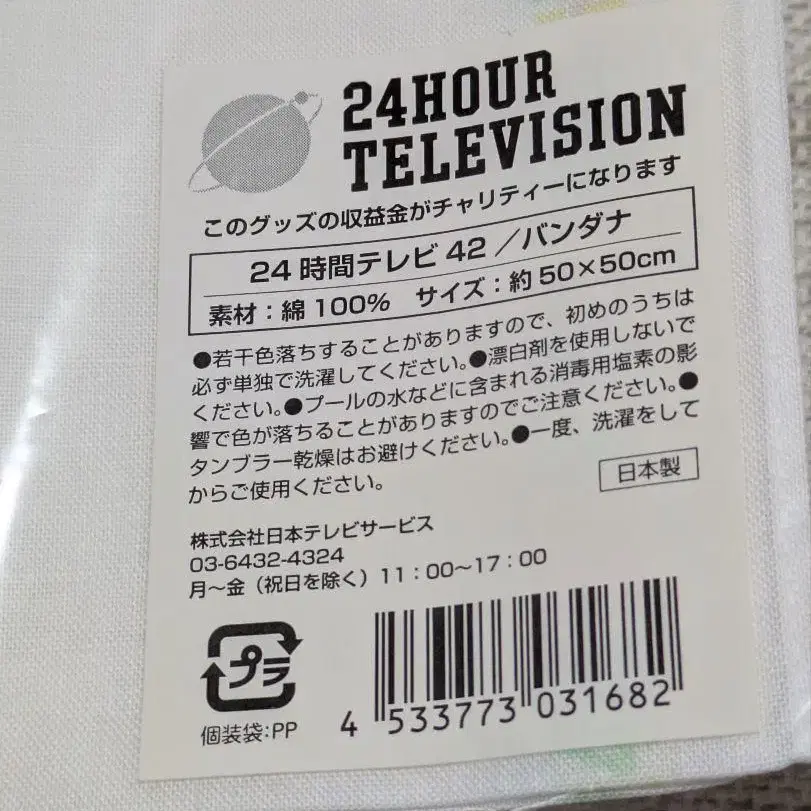 24HOUR
TELEVISION
このグッズの収益金がチャリティーになります
24時間テレビ42／バンダナ
素材：綿100%　サイズ：約50×50cm
●若干色落ちすることがありますので、初めのうちは
必ず単独で洗濯してください。●漂白剤を使用しないで
ください。●プールの水などに含まれる消毒用塩素の影
響で色が落ちることがありますのでご注意ください。●
タンブラー乾燥はお避けください。●一度、洗濯をして
からご使用ください。
日本製
株式会社日本テレビサービス
03-6432-4324
月～金（祝日を除く）11：00～17：00
プラ
個装袋:PP
4 533773 031682